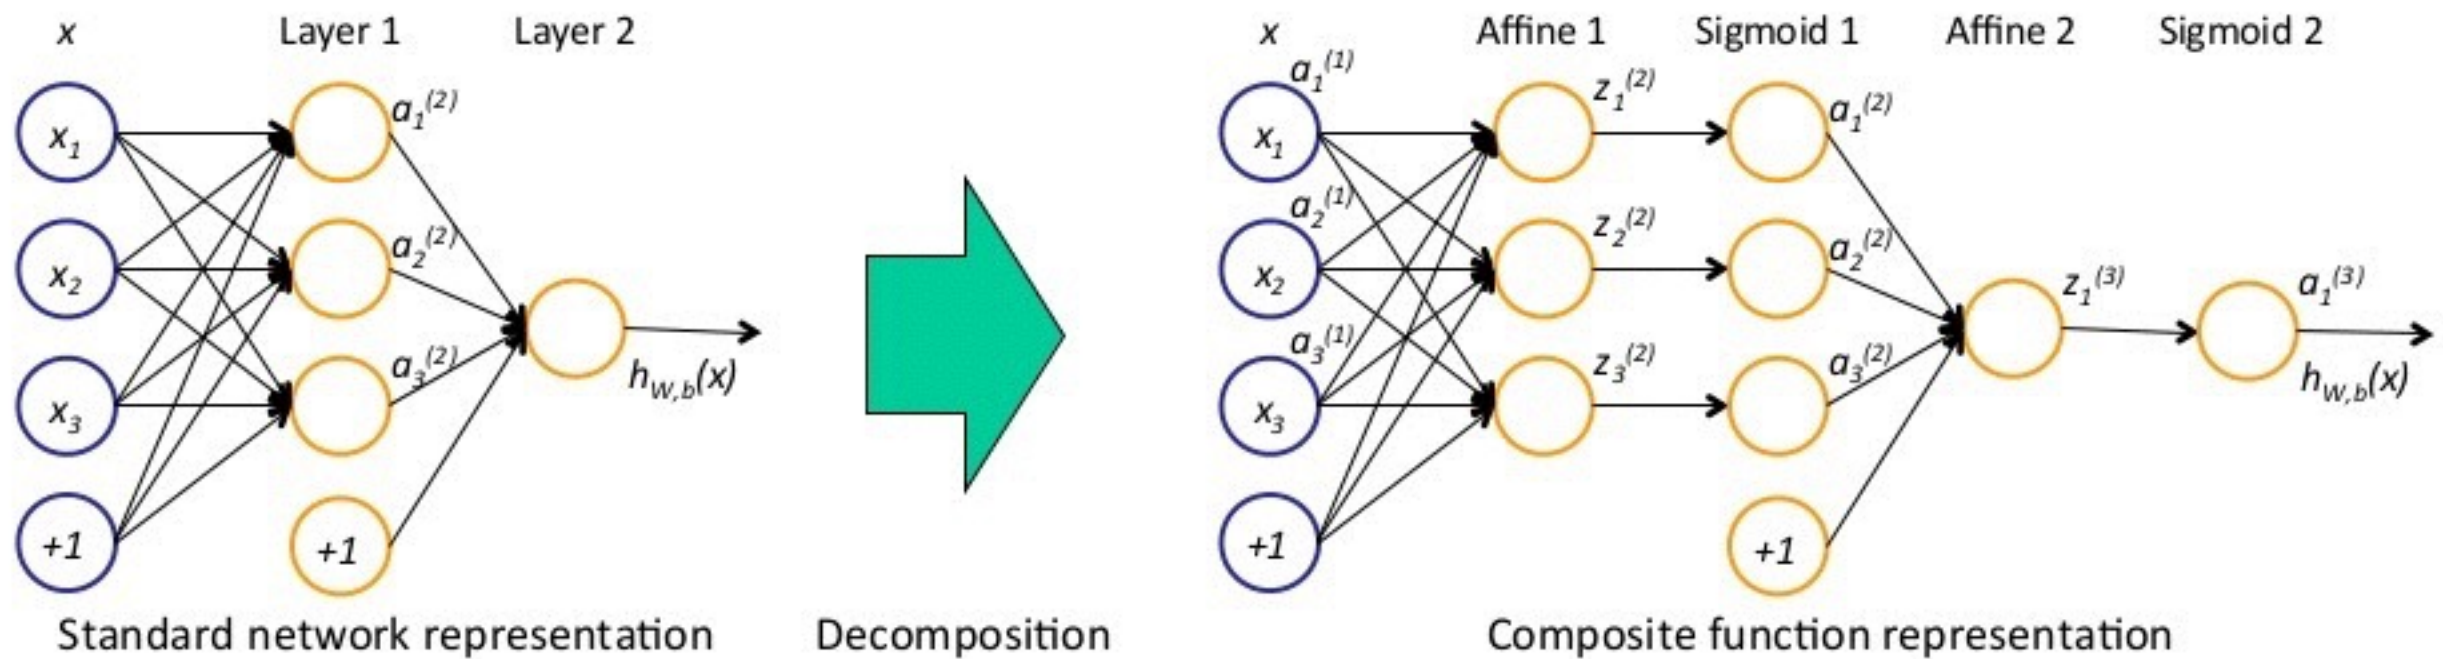 x Layer 1 Layer 2
x₁ a₁⁽²⁾
x₂ a₂⁽²⁾
x₃ a₃⁽²⁾
h_W,b(x)
+1 +1
Standard network representation
Decomposition
x Affine 1 Sigmoid 1 Affine 2 Sigmoid 2
a₁⁽¹⁾ z₁⁽²⁾ a₁⁽²⁾
x₁
a₂⁽¹⁾ z₂⁽²⁾ a₂⁽²⁾
x₂ z₁⁽³⁾ a₁⁽³⁾
a₃⁽¹⁾ z₃⁽²⁾ a₃⁽²⁾ h_W,b(x)
x₃
+1 +1
Composite function representation